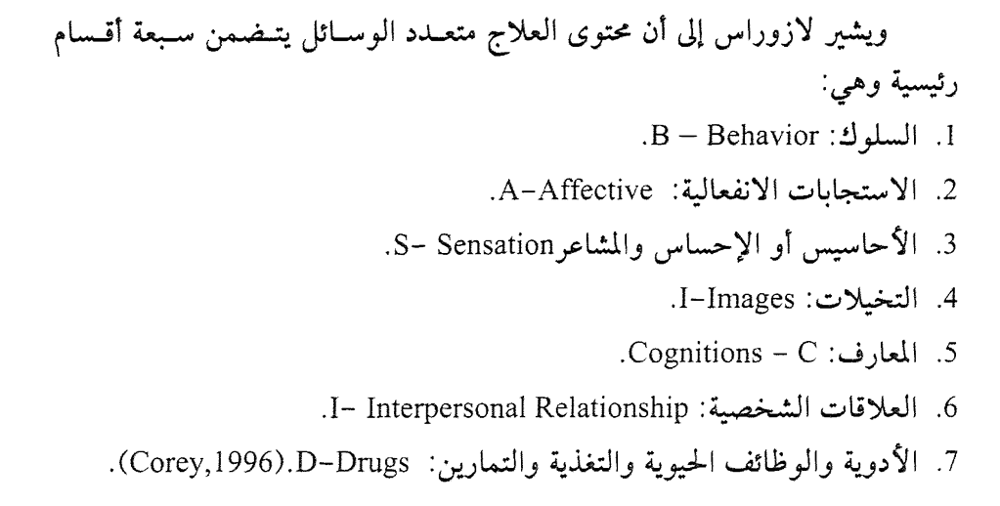 ويشير لازوراس إلى أن محتوى العلاج متعدد الوسائل يتضمن سبعة أقسام
رئيسية وهي:
1. السلوك: B – Behavior.
2. الاستجابات الانفعالية: A–Affective.
3. الأحاسيس أو الإحساس والمشاعرS– Sensation.
4. التخيلات: I–Images.
5. المعارف: Cognitions – C.
6. العلاقات الشخصية: I– Interpersonal Relationship.
7. الأدوية والوظائف الحيوية والتغذية والتمارين: D–Drugs.(Corey,1996).